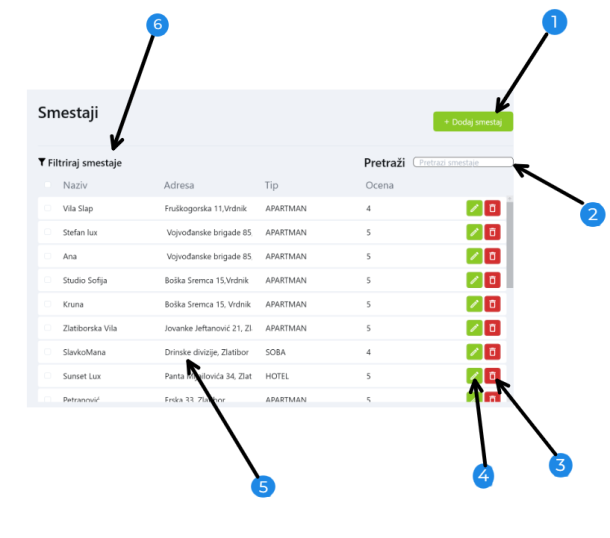 6
1
Smestaji
+ Dodaj smestaj
Filtriraj smestaje
Pretraži Pretrazi smestaje
2
Naziv Adresa Tip Ocena
Vila Slap Fruškogorska 11,Vrdnik APARTMAN 4
Stefan lux Vojvođanske brigade 85 APARTMAN 5
Ana Vojvođanske brigade 85 APARTMAN 5
Studio Sofija Boška Sremca 15,Vrdnik APARTMAN 5
Kruna Boška Sremca 15, Vrdnik APARTMAN 5
Zlatiborska Vila Jovanke Jeftanović 21, Zl APARTMAN 5
SlavkoMana Drinske divizije, Zlatibor SOBA 4
Sunset Lux Panta Mijailovića 34, Zlat HOTEL 5
Petranović Erska 33, Zlatibor APARTMAN 5
3
4
5